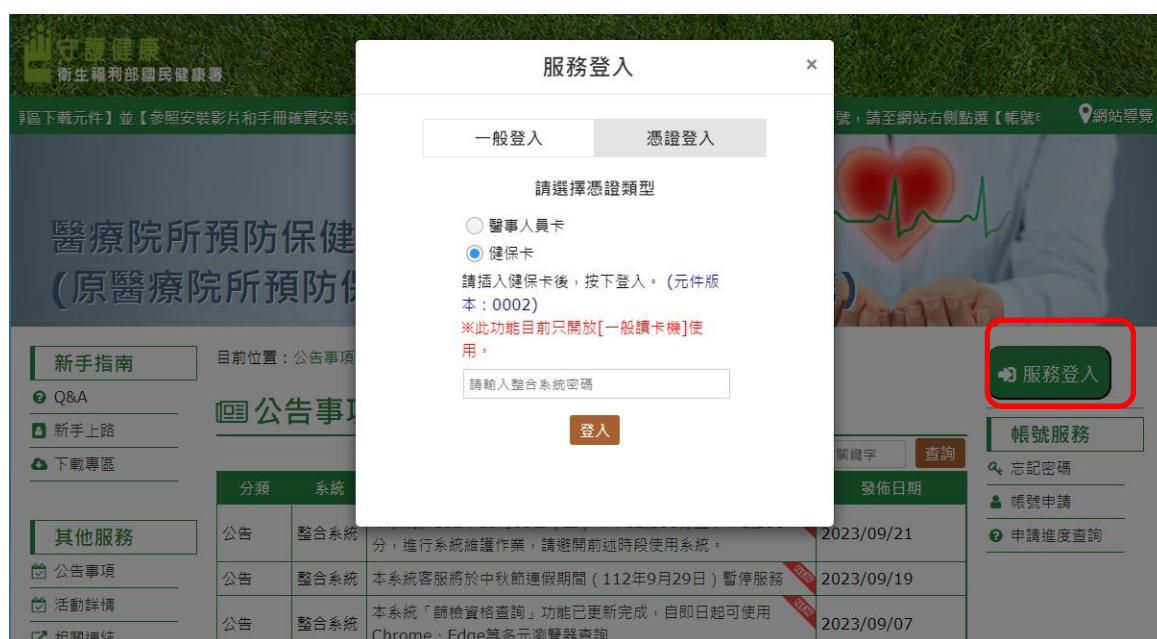 守護健康
衛生福利部國民健康署
區下載元件】並【參照安裝影片和手冊確實安裝
號，請至網站右側點選【帳號
網站導覽
醫療院所預防保健
(原醫療院所預防保
)
服務登入
×
一般登入
憑證登入
請選擇憑證類型
醫事人員卡
健保卡
請插入健保卡後，按下登入。(元件版
本：0002)
※此功能目前只開放[一般讀卡機]使
用。
請輸入整合系統密碼
登入
新手指南
Q&A
新手上路
下載專區
其他服務
公告事項
活動詳情
相關連結
目前位置：公告事項
公告事項
關鍵字
查詢
分類 系統 發佈日期
公告 整合系統 分，進行系統維護作業，請避開前述時段使用系統。 2023/09/21
公告 整合系統 本系統客服將於中秋節連假期間（112年9月29日）暫停服務 2023/09/19
本系統「篩檢資格查詢」功能已更新完成，自即日起可使用
公告 整合系統 Chrome、Edge等多元瀏覽器查詢 2023/09/07
服務登入
帳號服務
忘記密碼
帳號申請
申請進度查詢